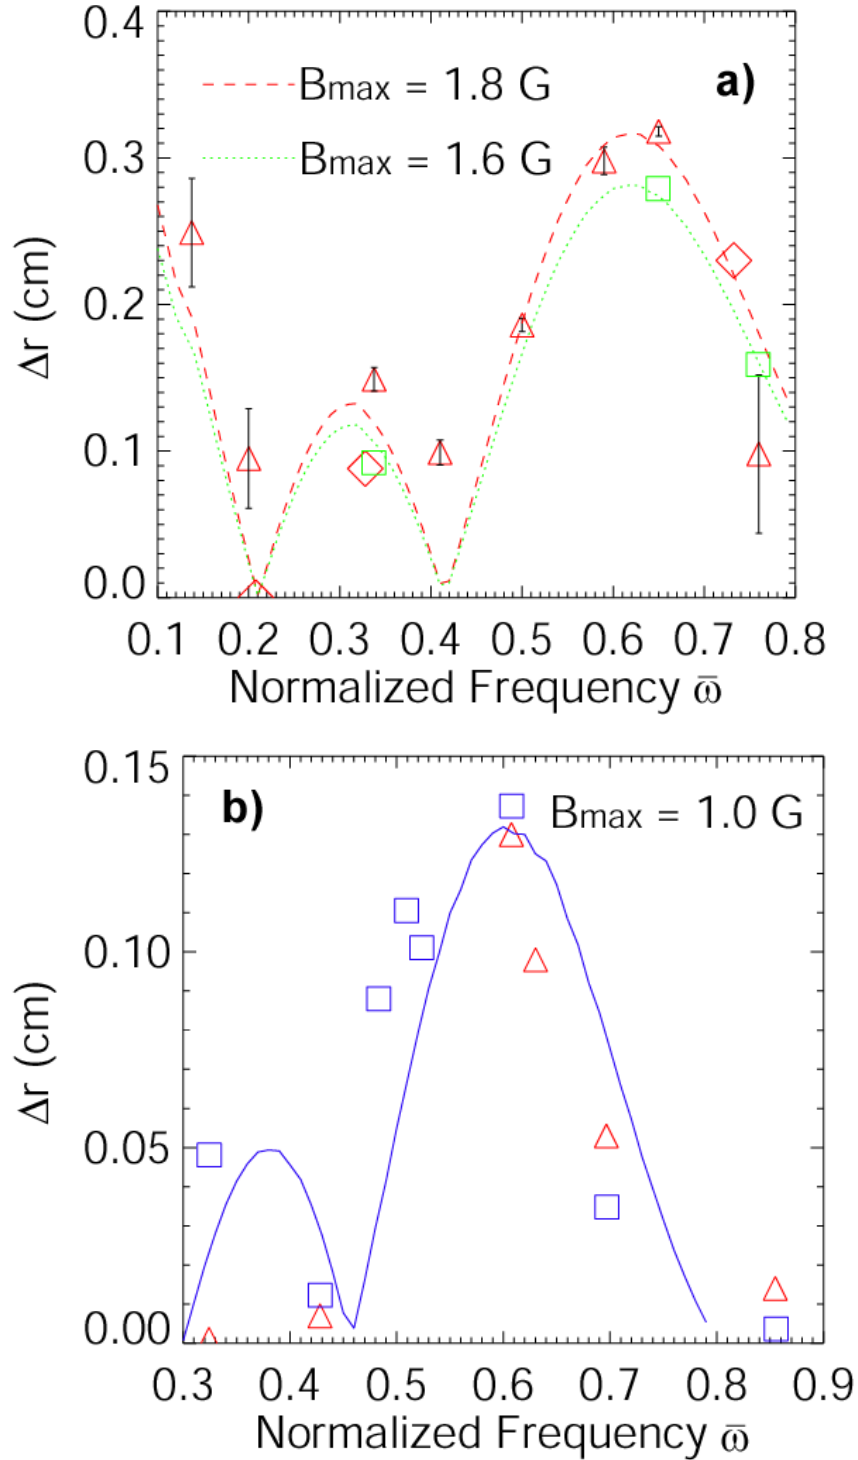 0.4
Bmax = 1.8 G
a)
Bmax = 1.6 G
0.3
0.2
0.1
0.0
Δr (cm)
0.1 0.2 0.3 0.4 0.5 0.6 0.7 0.8
Normalized Frequency ω̅
0.15
b)
Bmax = 1.0 G
0.10
0.05
0.00
Δr (cm)
0.3 0.4 0.5 0.6 0.7 0.8 0.9
Normalized Frequency ω̅